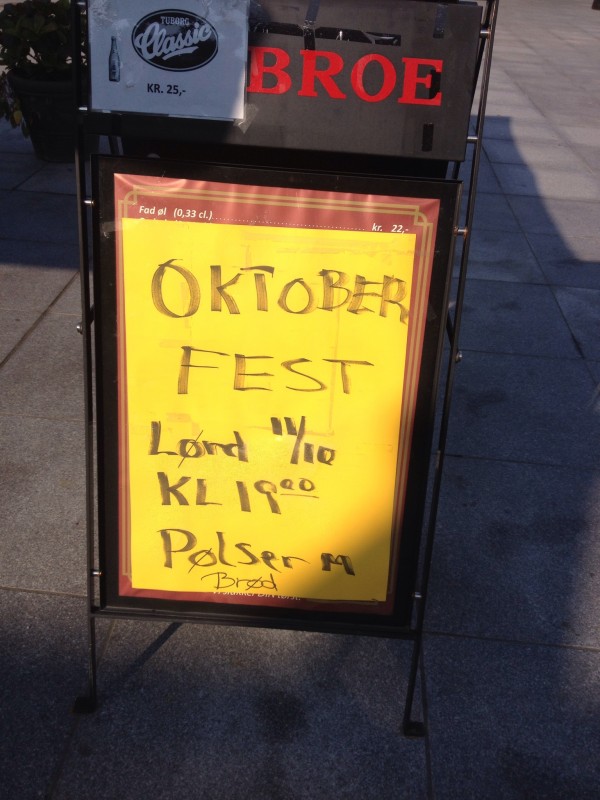 TUBORG
Classic
KR. 25,-
BROE
Fad øl (0,33 cl.)........................................ kr. 22,-
OKTOBER
FEST
Lørd 11/10
KL 19⁰⁰
Pølser M
Brød